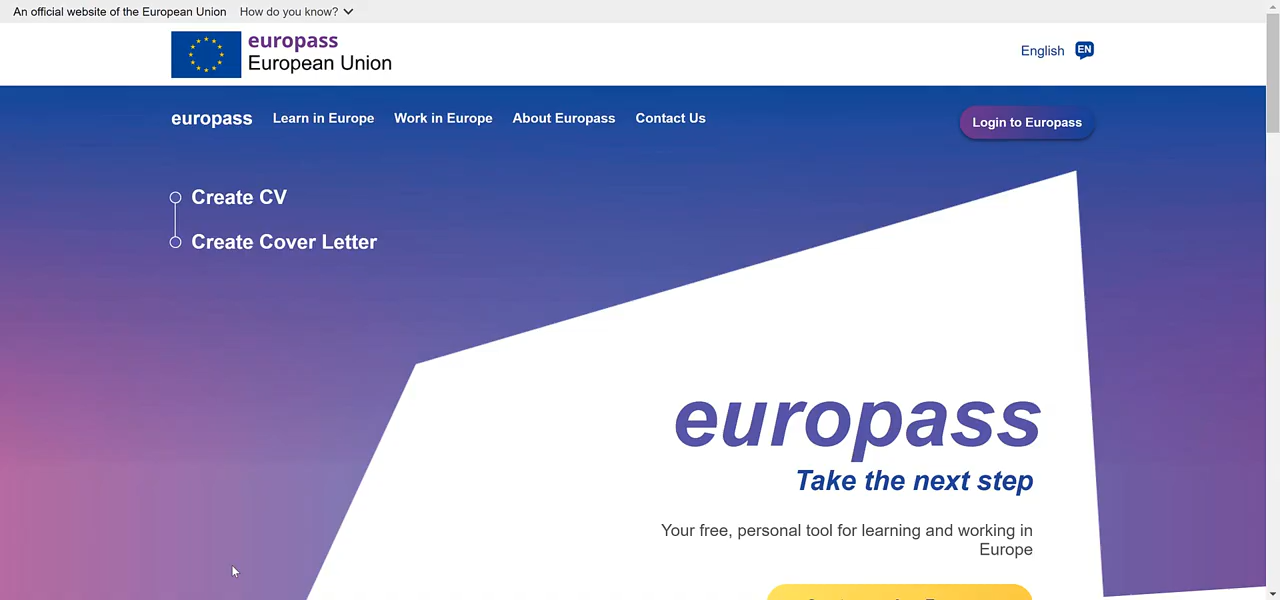 An official website of the European Union How do you know?
europass
European Union
English EN
europass Learn in Europe Work in Europe About Europass Contact Us Login to Europass
Create CV
Create Cover Letter
europass
Take the next step
Your free, personal tool for learning and working in
Europe